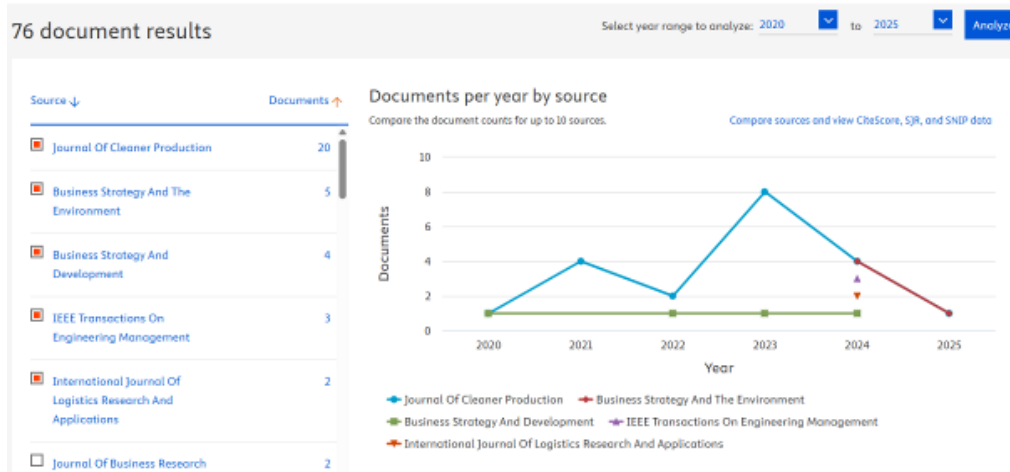 76 document results
Select year range to analyze: 2020 to 2025 Analyze
Source Documents
Journal Of Cleaner Production 20
Business Strategy And The 5
Environment
Business Strategy And 4
Development
IEEE Transactions On 3
Engineering Management
International Journal Of 2
Logistics Research And
Applications
Journal Of Business Research 2
Documents per year by source
Compare the document counts for up to 10 sources.
Compare sources and view CiteScore, SJR, and SNIP data
10
8
6
4
2
0
Documents
2020 2021 2022 2023 2024 2025
Year
Journal Of Cleaner Production Business Strategy And The Environment
Business Strategy And Development IEEE Transactions On Engineering Management
International Journal Of Logistics Research And Applications